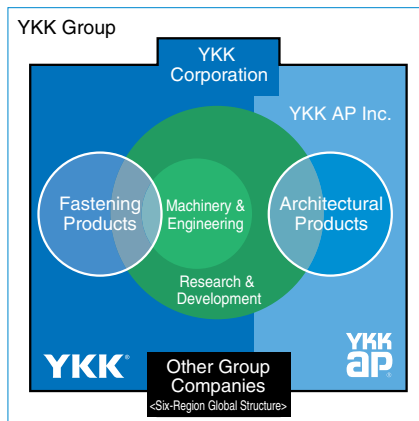 YKK Group
YKK
Corporation
YKK AP Inc.
Fastening
Products
Machinery &
Engineering
Architectural
Products
Research &
Development
YKK®
YKK
ap®
Other Group
Companies
<Six-Region Global Structure>